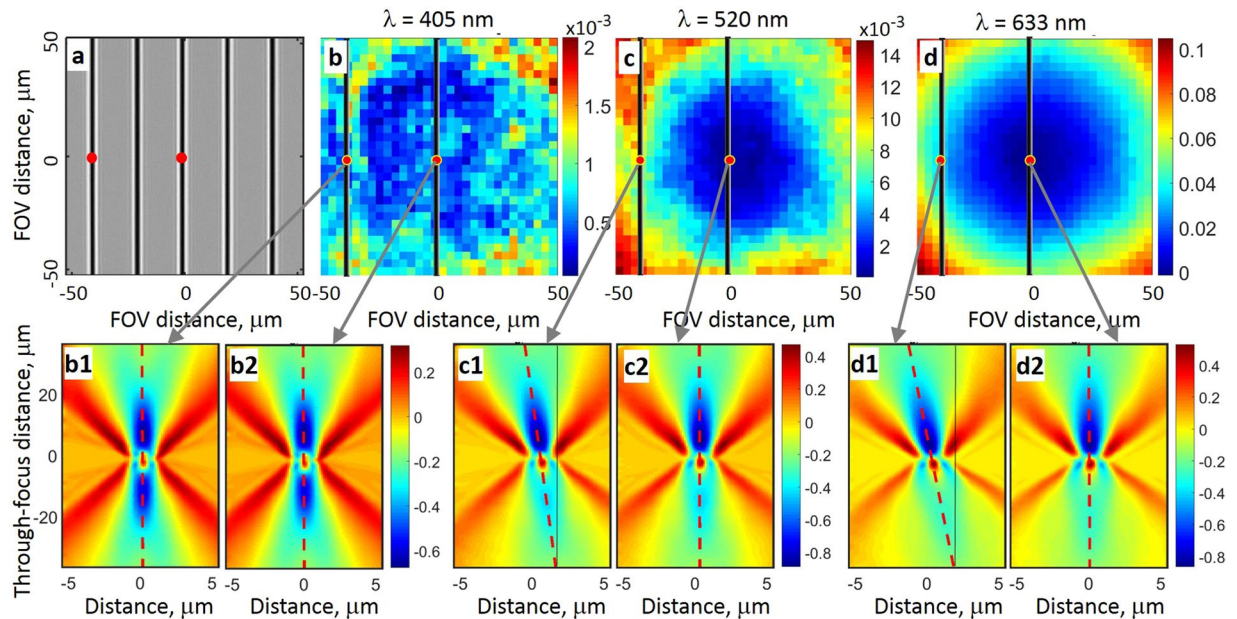 λ = 405 nm
λ = 520 nm
λ = 633 nm
FOV distance, µm
50
0
-50
a
-50
0
50
FOV distance, µm
b
x10⁻³
2
1.5
1
0.5
-50
0
50
FOV distance, µm
c
x10⁻³
14
12
10
8
6
4
2
-50
0
50
FOV distance, µm
d
0.1
0.08
0.06
0.04
0.02
0
-50
0
50
FOV distance, µm
Through-focus distance, µm
20
0
-20
b1
-5
0
5
Distance, µm
b2
-5
0
5
Distance, µm
0.2
0
-0.2
-0.4
-0.6
c1
-5
0
5
Distance, µm
c2
-5
0
5
Distance, µm
0.4
0.2
0
-0.2
-0.4
-0.6
-0.8
d1
-5
0
5
Distance, µm
d2
-5
0
5
Distance, µm
0.4
0.2
0
-0.2
-0.4
-0.6
-0.8